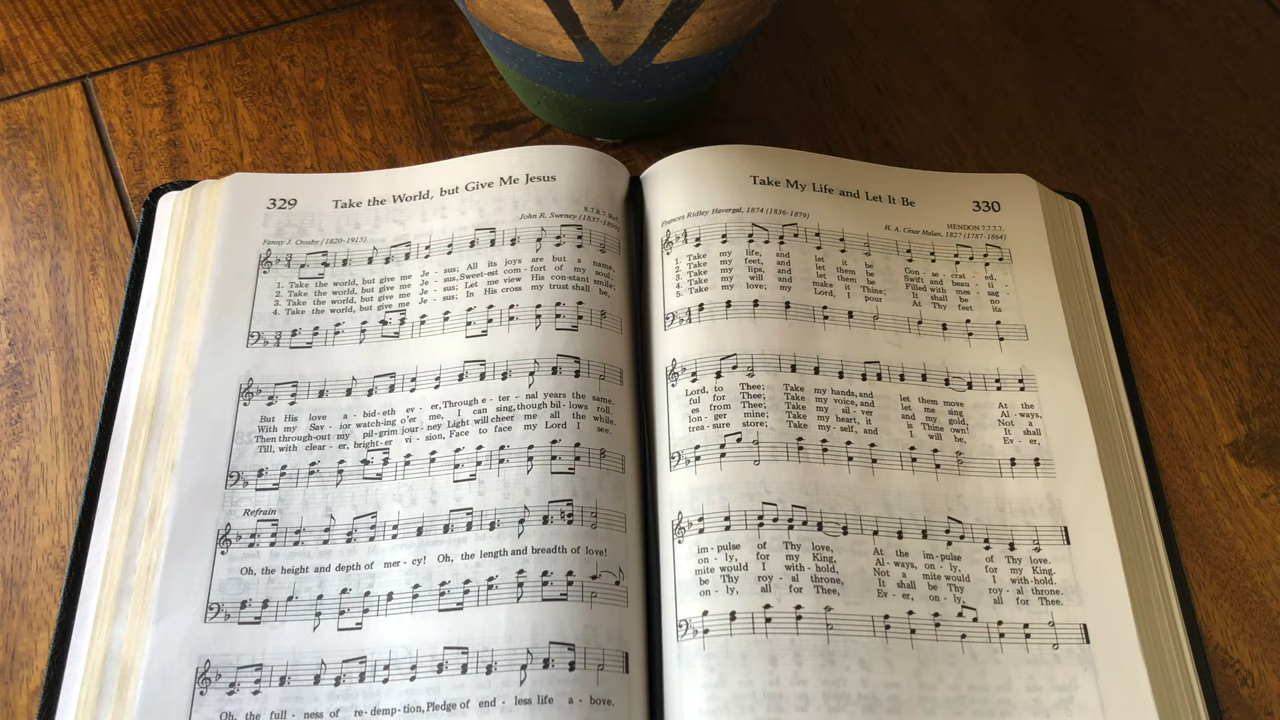 329
Take the World, but Give Me Jesus
8.7.8.7. Ref.
John R. Sweney (1837-1899)
Fanny J. Crosby (1820-1915)
1. Take the world, but give me Je - sus; All its joys are but a name,
2. Take the world, but give me Je - sus, Sweet-est com - fort of my soul;
3. Take the world, but give me Je - sus; Let me view His con-stant smile;
4. Take the world, but give me Je - sus; In His cross my trust shall be,
But His love a - bid-eth ev - er, Through e - ter - nal years the same.
With my Sav - ior watch-ing o'er me, I can sing, though bil - lows roll.
Then through-out my pil-grim jour - ney Light will cheer me all the while.
Till, with clear - er, bright-er vi - sion, Face to face my Lord I see.
Refrain
Oh, the height and depth of mer - cy! Oh, the length and breadth of love!
Oh, the full - ness of re-demp-tion, Pledge of end - less life a - bove.
Take My Life and Let It Be
330
Frances Ridley Havergal, 1874 (1836-1879)
HENDON 7.7.7.7.
H. A. César Malan, 1827 (1787-1864)
1. Take my life, and let it be Con - se - crat - ed,
2. Take my feet, and let them be Swift and beau - ti -
3. Take my lips, and let them be Filled with mes - sag -
4. Take my will and make it Thine; It shall be no
5. Take my love; my Lord, I pour At Thy feet its
Lord, to Thee; Take my hands, and let them move At the
ful for Thee; Take my voice, and let me sing Al - ways,
es from Thee; Take my sil - ver and my gold, Not a
lon - ger mine; Take my heart, it is Thine own! It shall
trea - sure store; Take my - self, and I will be, Ev - er,
im - pulse of Thy love, At the im - pulse of Thy love.
on - ly, for my King, Al - ways, on - ly, for my King.
mite would I with - hold, Not a mite would I with - hold.
be Thy roy - al throne, It shall be Thy roy - al throne.
on - ly, all for Thee, Ev - er, on - ly, all for Thee.